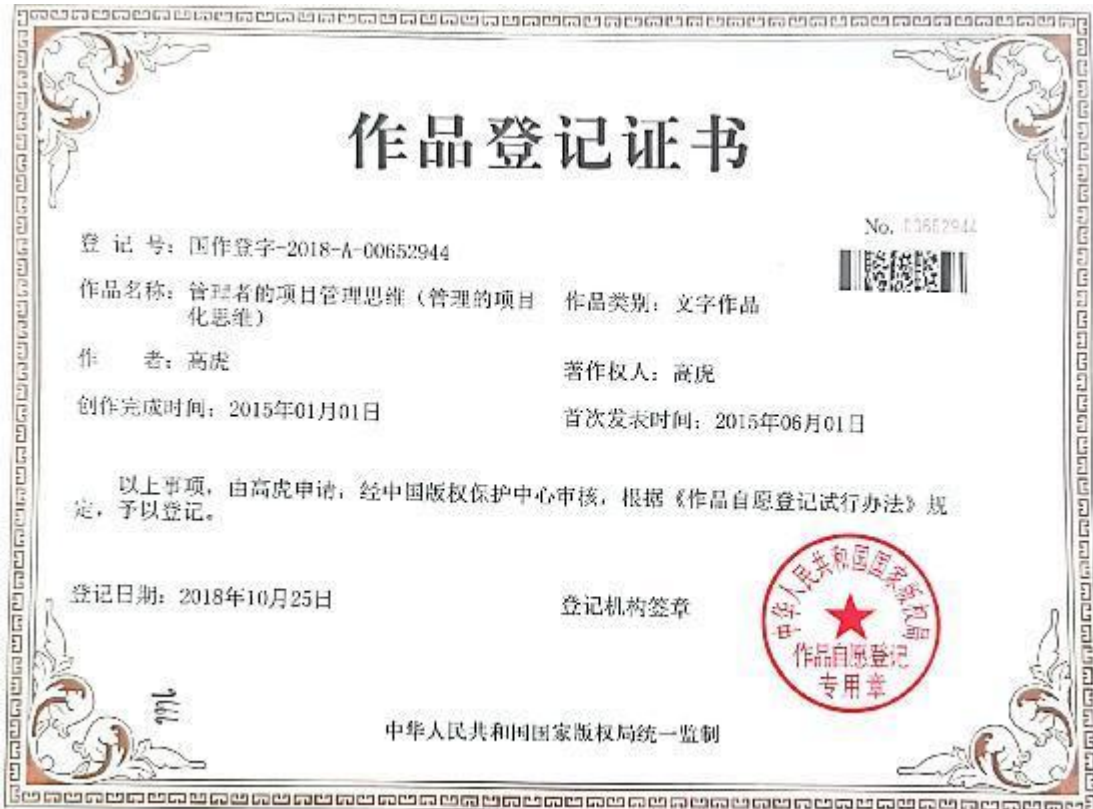 作品登记证书
No. 00652944
登 记 号：国作登字-2018-A-00652944
作品名称：管理者的项目管理思维（管理的项目
化思维）
作品类别：文字作品
作 者：高虎
著作权人：高虎
创作完成时间：2015年01月01日
首次发表时间：2015年06月01日
以上事项，由高虎申请，经中国版权保护中心审核，根据《作品自愿登记试行办法》规
定，予以登记。
登记日期：2018年10月25日
登记机构签章
中华人民共和国国家版权局
作品自愿登记
专用章
中华人民共和国国家版权局统一监制